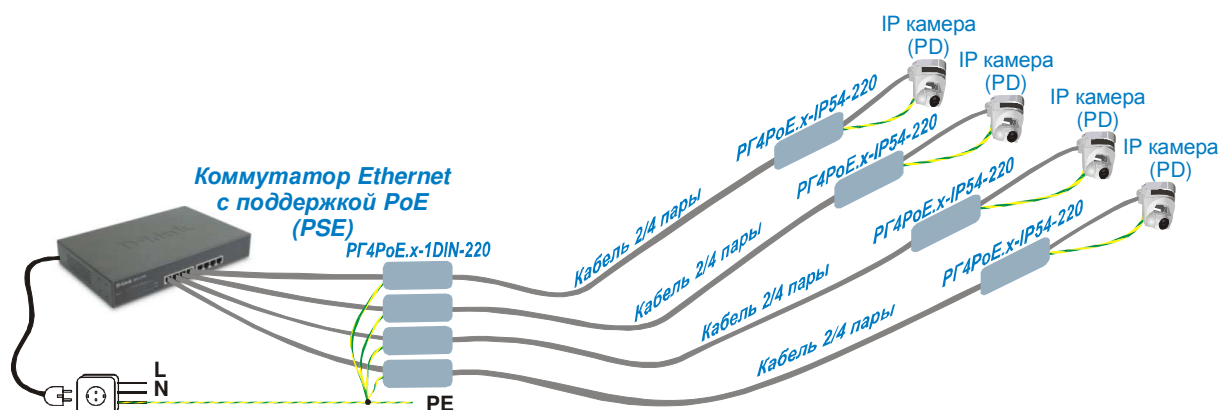 IP камера
(PD)
IP камера
(PD)
IP камера
(PD)
IP камера
(PD)
РГ4PoE.x-IP54-220
РГ4PoE.x-IP54-220
РГ4PoE.x-IP54-220
РГ4PoE.x-IP54-220
Коммутатор Ethernet
с поддержкой PoE
(PSE)
D-Link
РГ4PoE.x-1DIN-220
Кабель 2/4 пары
Кабель 2/4 пары
Кабель 2/4 пары
Кабель 2/4 пары
L
N
PE